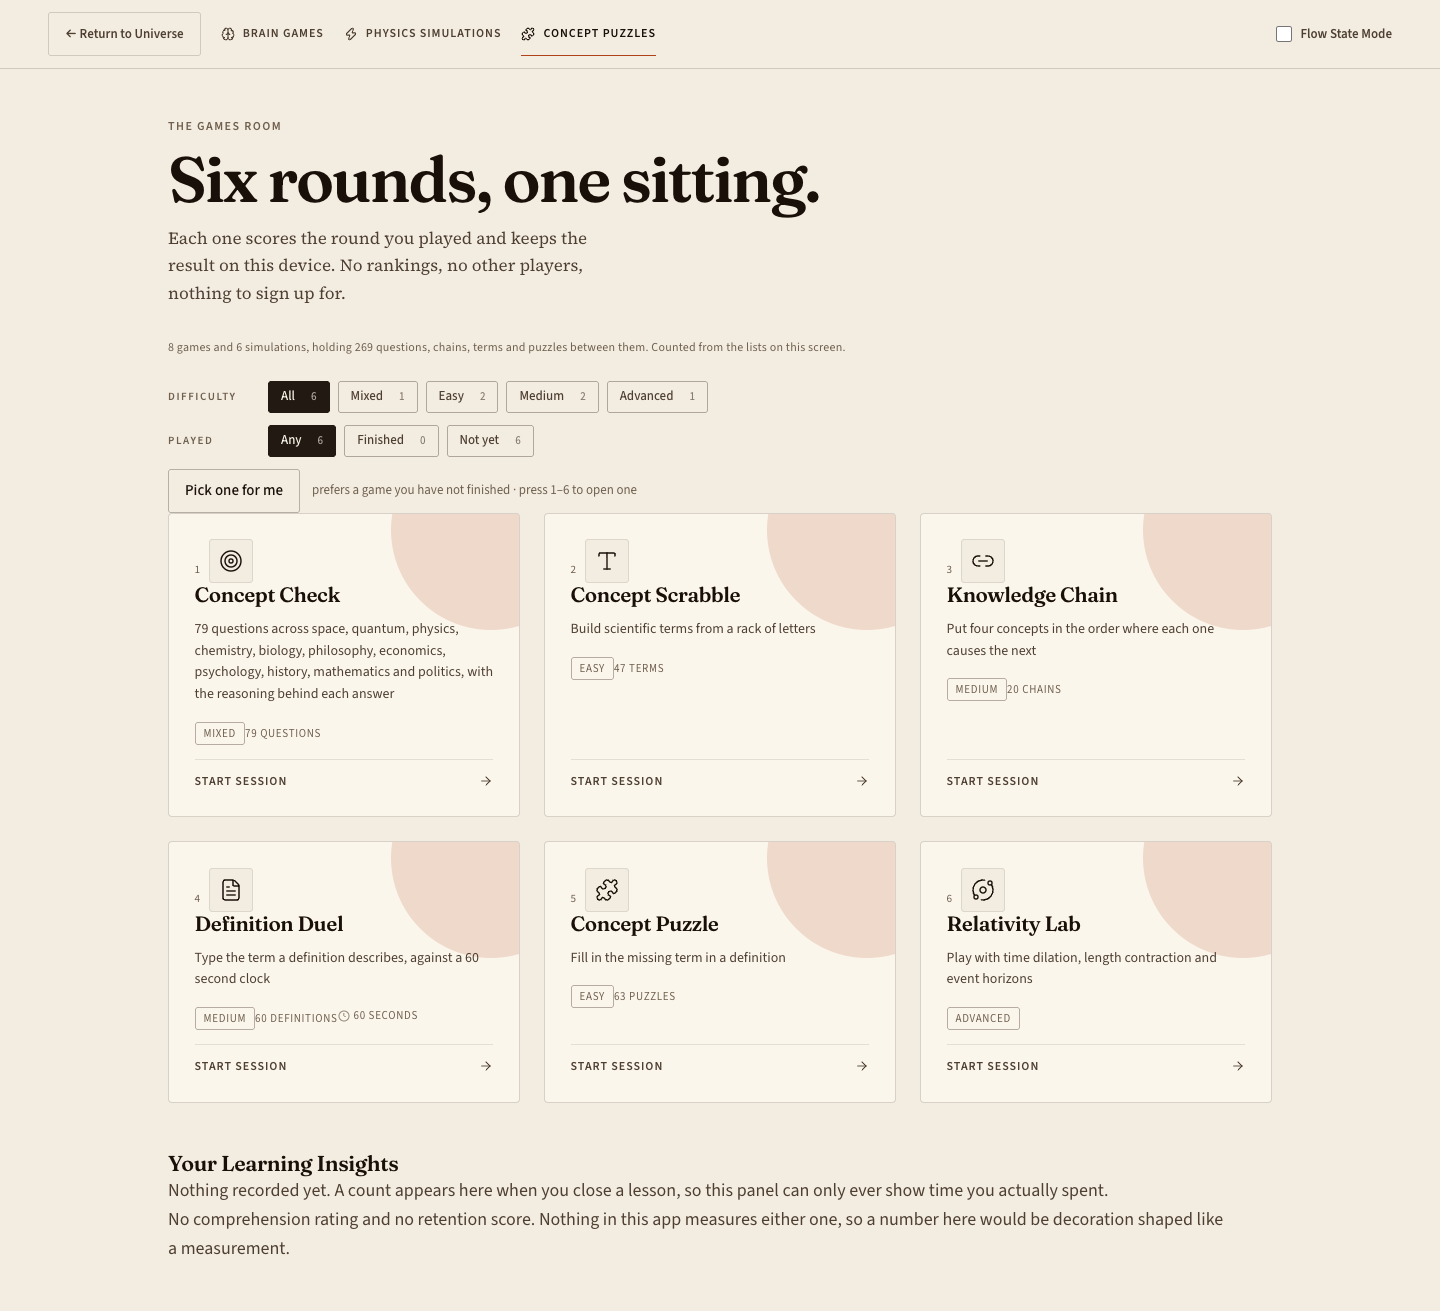 ← Return to Universe
BRAIN GAMES
PHYSICS SIMULATIONS
CONCEPT PUZZLES
Flow State Mode
THE GAMES ROOM
Six rounds, one sitting.
Each one scores the round you played and keeps the
result on this device. No rankings, no other players,
nothing to sign up for.
8 games and 6 simulations, holding 269 questions, chains, terms and puzzles between them. Counted from the lists on this screen.
DIFFICULTY
All 6
Mixed 1
Easy 2
Medium 2
Advanced 1
PLAYED
Any 6
Finished 0
Not yet 6
Pick one for me
prefers a game you have not finished · press 1–6 to open one
1
Concept Check
79 questions across space, quantum, physics,
chemistry, biology, philosophy, economics,
psychology, history, mathematics and politics, with
the reasoning behind each answer
MIXED
79 QUESTIONS
START SESSION →
2
Concept Scrabble
Build scientific terms from a rack of letters
EASY
47 TERMS
START SESSION →
3
Knowledge Chain
Put four concepts in the order where each one
causes the next
MEDIUM
20 CHAINS
START SESSION →
4
Definition Duel
Type the term a definition describes, against a 60
second clock
MEDIUM
60 DEFINITIONS
60 SECONDS
START SESSION →
5
Concept Puzzle
Fill in the missing term in a definition
EASY
63 PUZZLES
START SESSION →
6
Relativity Lab
Play with time dilation, length contraction and
event horizons
ADVANCED
START SESSION →
Your Learning Insights
Nothing recorded yet. A count appears here when you close a lesson, so this panel can only ever show time you actually spent.
No comprehension rating and no retention score. Nothing in this app measures either one, so a number here would be decoration shaped like
a measurement.